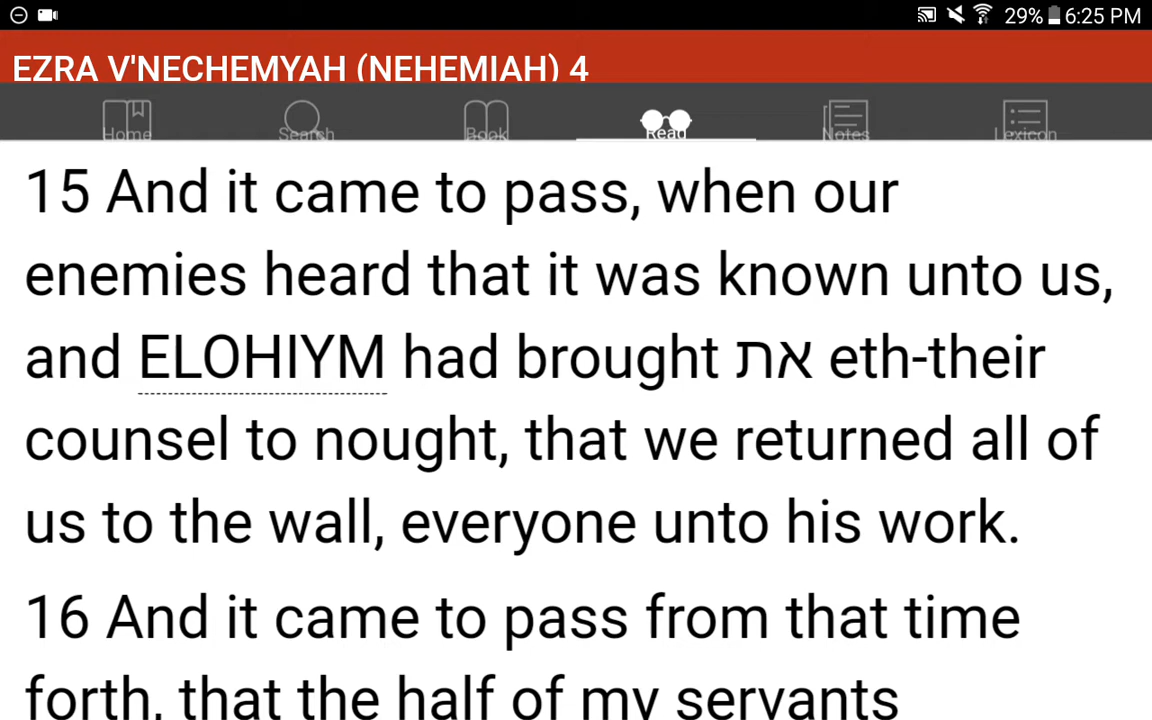 29% 6:25 PM
EZRA V'NECHEMYAH (NEHEMIAH) 4
Home Search Book Read Notes Lexicon
15 And it came to pass, when our
enemies heard that it was known unto us,
and ELOHIYM had brought את eth-their
counsel to nought, that we returned all of
us to the wall, everyone unto his work.
16 And it came to pass from that time
forth, that the half of my servants